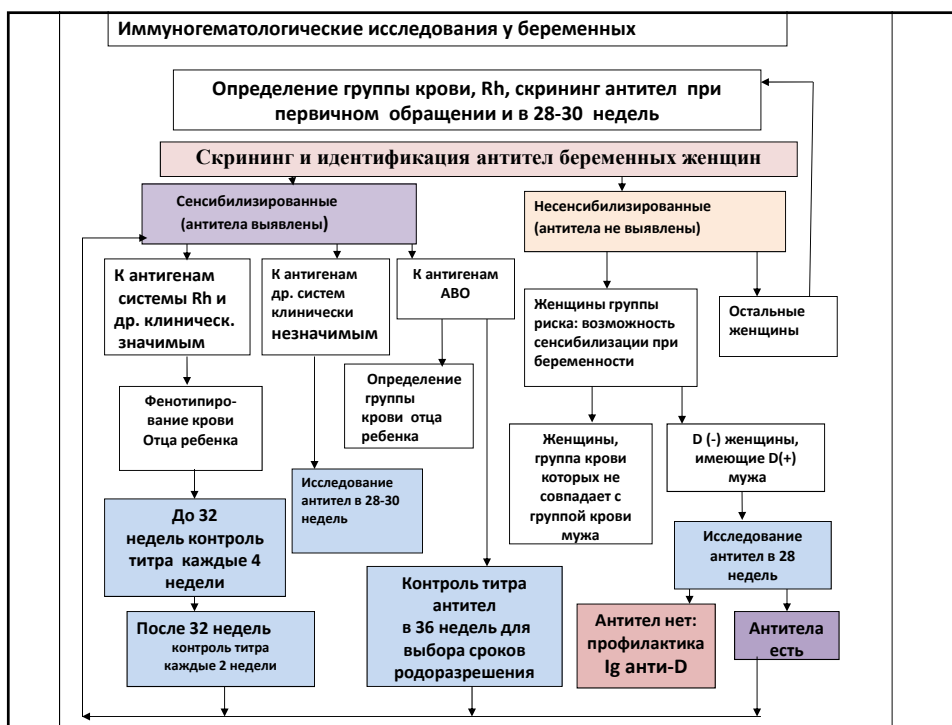 Иммуногематологические исследования у беременных
Определение группы крови, Rh, скрининг антител при
первичном обращении и в 28-30 недель
Скрининг и идентификация антител беременных женщин
Сенсибилизированные
(антитела выявлены)
Несенсибилизированные
(антитела не выявлены)
К антигенам
системы Rh и
др. клиническ.
значимым
К антигенам
др. систем
клинически
незначимым
К антигенам
АВО
Женщины группы
риска: возможность
сенсибилизации при
беременности
Остальные
женщины
Фенотипиро-
вание крови
Отца ребенка
Определение
группы
крови отца
ребенка
Женщины,
группа крови
которых не
совпадает с
группой крови
мужа
D (-) женщины,
имеющие D(+)
мужа
До 32
недель контроль
титра каждые 4
недели
Исследование
антител в 28-30
недель
Исследование
антител в 28
недель
После 32 недель
контроль титра
каждые 2 недели
Контроль титра
антител
в 36 недель для
выбора сроков
родоразрешения
Антител нет:
профилактика
Ig анти-D
Антитела
есть